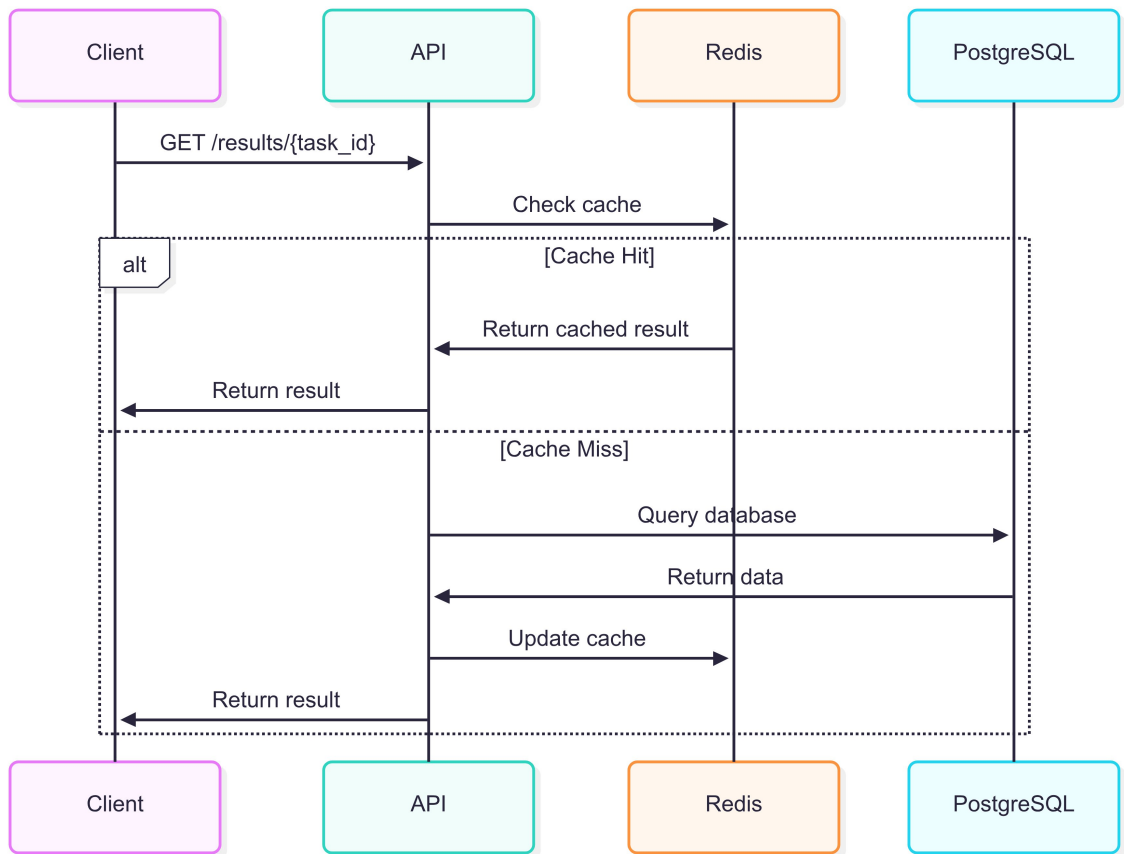 Client
API
Redis
PostgreSQL
GET /results/{task_id}
Check cache
alt
[Cache Hit]
Return cached result
Return result
[Cache Miss]
Query database
Return data
Update cache
Return result
Client
API
Redis
PostgreSQL